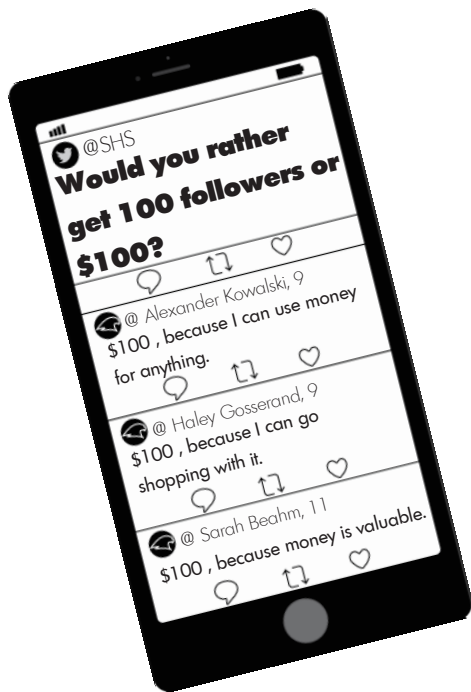 @SHS
Would you rather
get 100 followers or
$100?
@ Alexander Kowalski, 9
$100 , because I can use money
for anything.
@ Haley Gosserand, 9
$100 , because I can go
shopping with it.
@ Sarah Beahm, 11
$100 , because money is valuable.